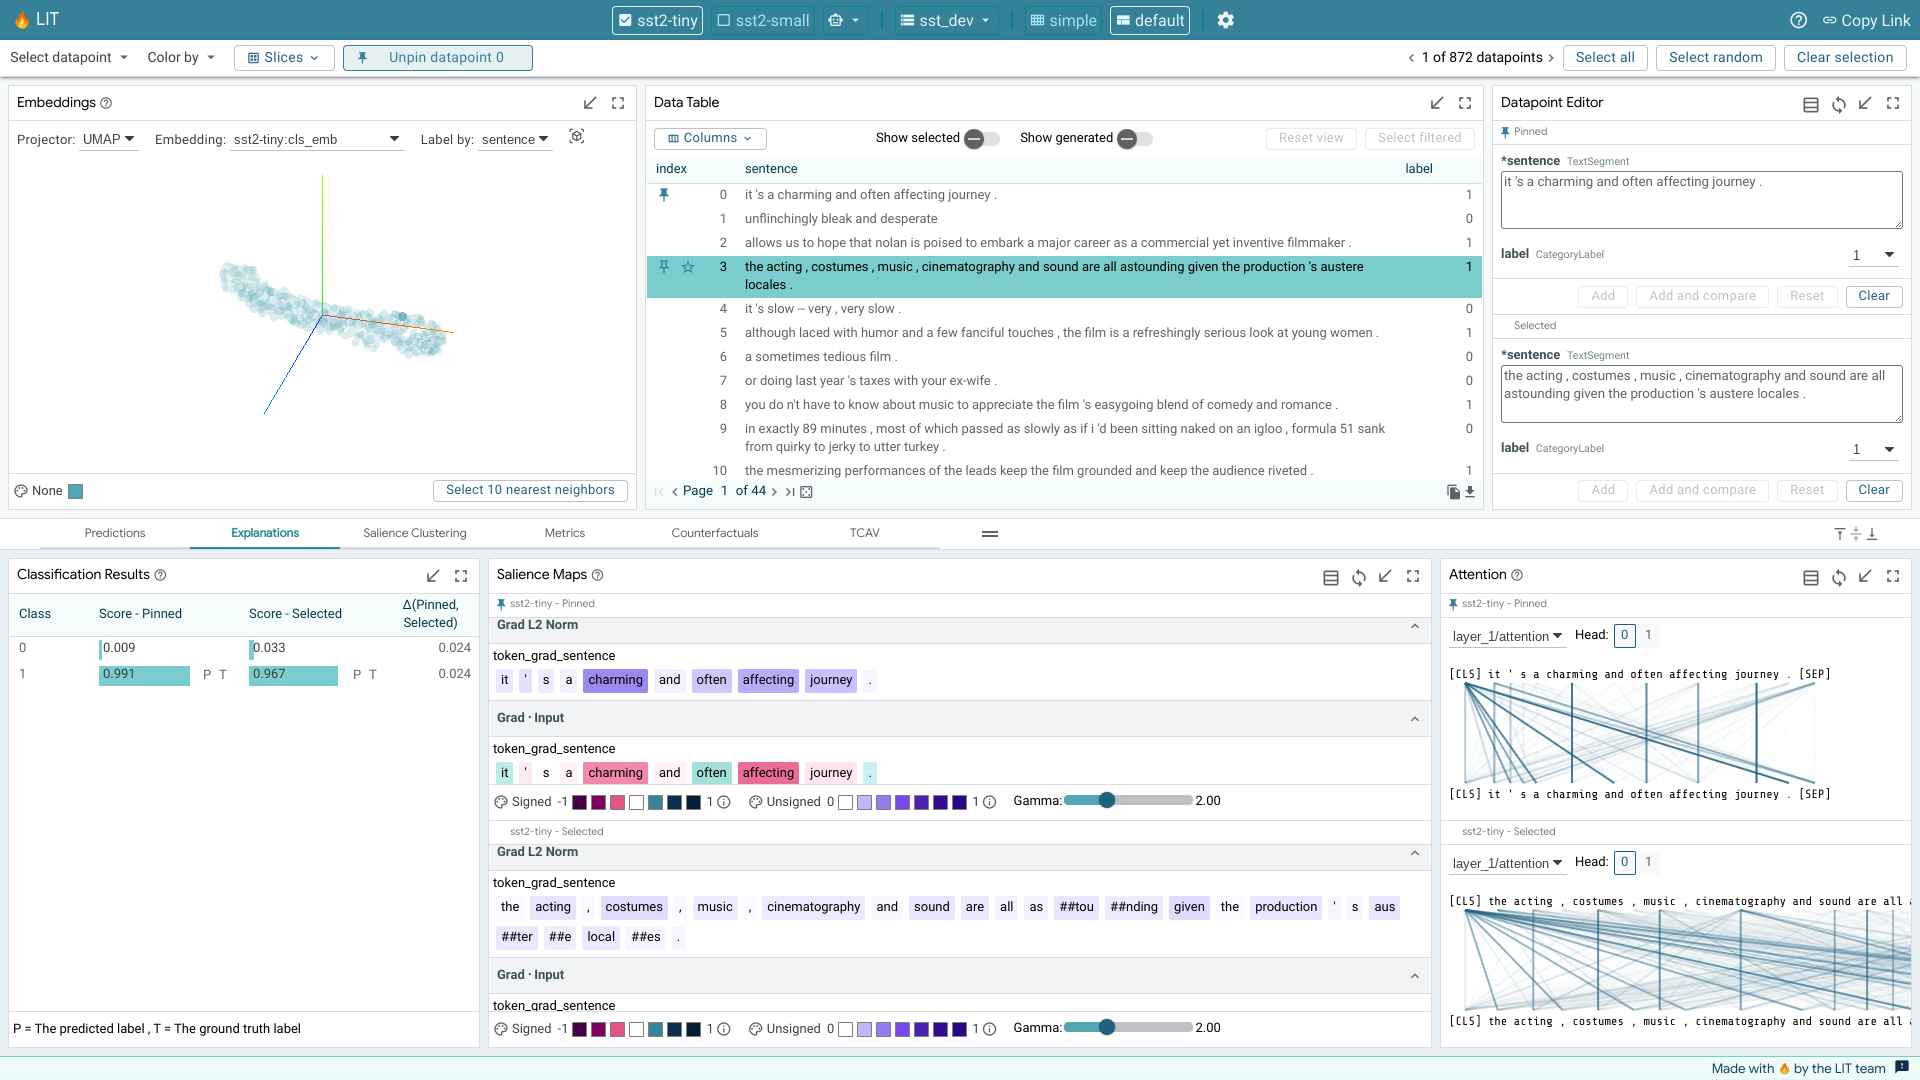 LIT
sst2-tiny
sst2-small
sst_dev
simple
default
Copy Link
Select datapoint
Color by
Slices
Unpin datapoint 0
1 of 872 datapoints
Select all
Select random
Clear selection
Embeddings
Projector: UMAP
Embedding: sst2-tiny:cls_emb
Label by: sentence
None
Select 10 nearest neighbors
Data Table
Columns
Show selected
Show generated
Reset view
Select filtered
index sentence label
0 it 's a charming and often affecting journey . 1
1 unflinchingly bleak and desperate 0
2 allows us to hope that nolan is poised to embark a major career as a commercial yet inventive filmmaker . 1
3 the acting , costumes , music , cinematography and sound are all astounding given the production 's austere 1
locales .
4 it 's slow -- very , very slow . 0
5 although laced with humor and a few fanciful touches , the film is a refreshingly serious look at young women . 1
6 a sometimes tedious film . 0
7 or doing last year 's taxes with your ex-wife . 0
8 you do n't have to know about music to appreciate the film 's easygoing blend of comedy and romance . 1
9 in exactly 89 minutes , most of which passed as slowly as if i 'd been sitting naked on an igloo , formula 51 sank 0
from quirky to jerky to utter turkey .
10 the mesmerizing performances of the leads keep the film grounded and keep the audience riveted . 1
Page 1 of 44
Datapoint Editor
Pinned
*sentence TextSegment
it 's a charming and often affecting journey .
label CategoryLabel 1
Add
Add and compare
Reset
Clear
Selected
*sentence TextSegment
the acting , costumes , music , cinematography and sound are all
astounding given the production 's austere locales .
label CategoryLabel 1
Add
Add and compare
Reset
Clear
Predictions
Explanations
Salience Clustering
Metrics
Counterfactuals
TCAV
Classification Results
Class Score - Pinned Score - Selected Δ(Pinned,
Selected)
0 0.009 0.033 0.024
1 0.991 P T 0.967 P T 0.024
P = The predicted label , T = The ground truth label
Salience Maps
sst2-tiny - Pinned
Grad L2 Norm
token_grad_sentence
it ' s a charming and often affecting journey .
Grad · Input
token_grad_sentence
it ' s a charming and often affecting journey .
Signed -1 1 Unsigned 0 1 Gamma: 2.00
sst2-tiny - Selected
Grad L2 Norm
token_grad_sentence
the acting , costumes , music , cinematography and sound are all as ##tou ##nding given the production ' s aus
##ter ##e local ##es .
Grad · Input
token_grad_sentence
Signed -1 1 Unsigned 0 1 Gamma: 2.00
Attention
sst2-tiny - Pinned
layer_1/attention Head: 0 1
[CLS] it ' s a charming and often affecting journey . [SEP]
[CLS] it ' s a charming and often affecting journey . [SEP]
sst2-tiny - Selected
layer_1/attention Head: 0 1
[CLS] the acting , costumes , music , cinematography and sound are all
[CLS] the acting , costumes , music , cinematography and sound are all
Made with 🔥 by the LIT team